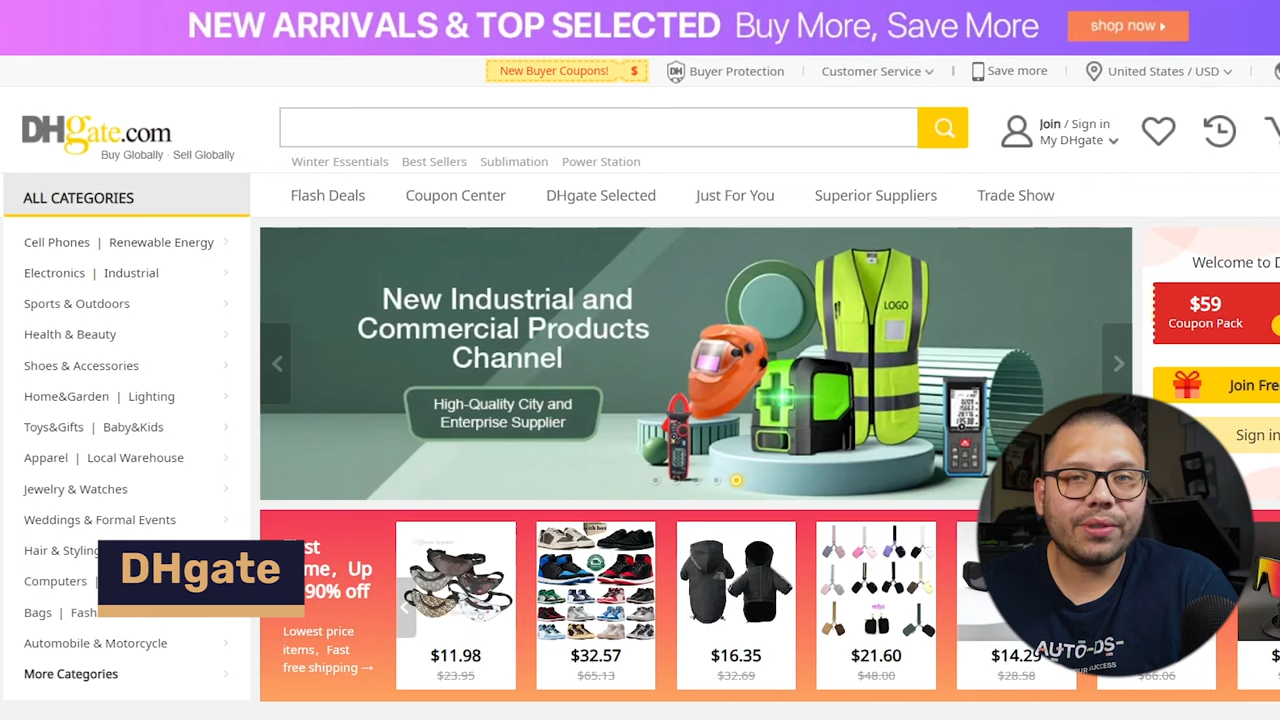 NEW ARRIVALS & TOP SELECTED Buy More, Save More shop now
New Buyer Coupons! $ DH Buyer Protection Customer Service Save more United States / USD
DHgate.com
Buy Globally · Sell Globally
Join / Sign in
My DHgate
Winter Essentials Best Sellers Sublimation Power Station
ALL CATEGORIES
Flash Deals Coupon Center DHgate Selected Just For You Superior Suppliers Trade Show
Cell Phones | Renewable Energy
Electronics | Industrial
Sports & Outdoors
Health & Beauty
Shoes & Accessories
Home&Garden | Lighting
Toys&Gifts | Baby&Kids
Apparel | Local Warehouse
Jewelry & Watches
Weddings & Formal Events
Hair & Styling
Computers |
Bags | Fash
Automobile & Motorcycle
More Categories
DHgate
New Industrial and
Commercial Products
Channel
High-Quality City and
Enterprise Supplier
LOGO
Welcome to D
$59
Coupon Pack
Join Fre
Sign in
Up
90% off
Lowest price
items, Fast
free shipping →
$11.98
$23.95
$32.57
$65.13
$16.35
$32.69
$21.60
$48.00
$14.29
$28.58
$66.06
AUTO-DS-
YOUR SUCCESS